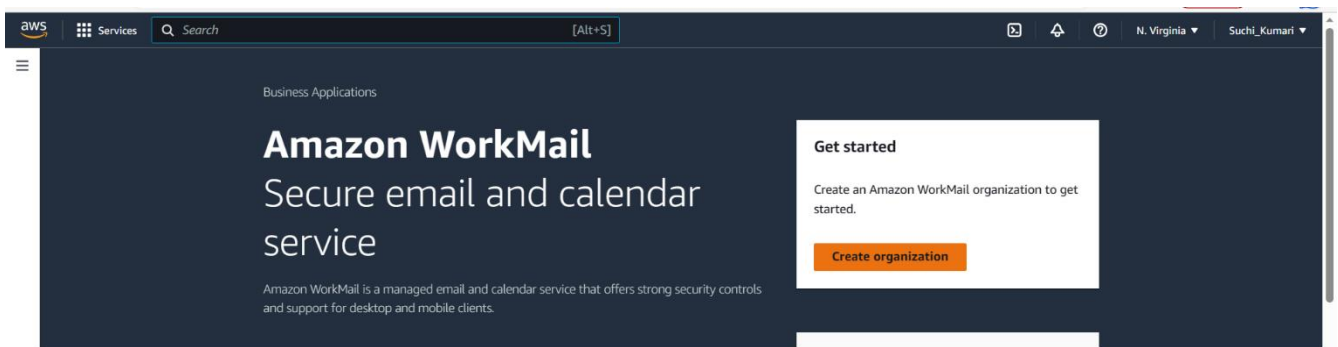 aws
Services
Search
[Alt+S]
N. Virginia
Suchi_Kumari
Business Applications
Amazon WorkMail
Secure email and calendar
service
Amazon WorkMail is a managed email and calendar service that offers strong security controls
and support for desktop and mobile clients.
Get started
Create an Amazon WorkMail organization to get
started.
Create organization